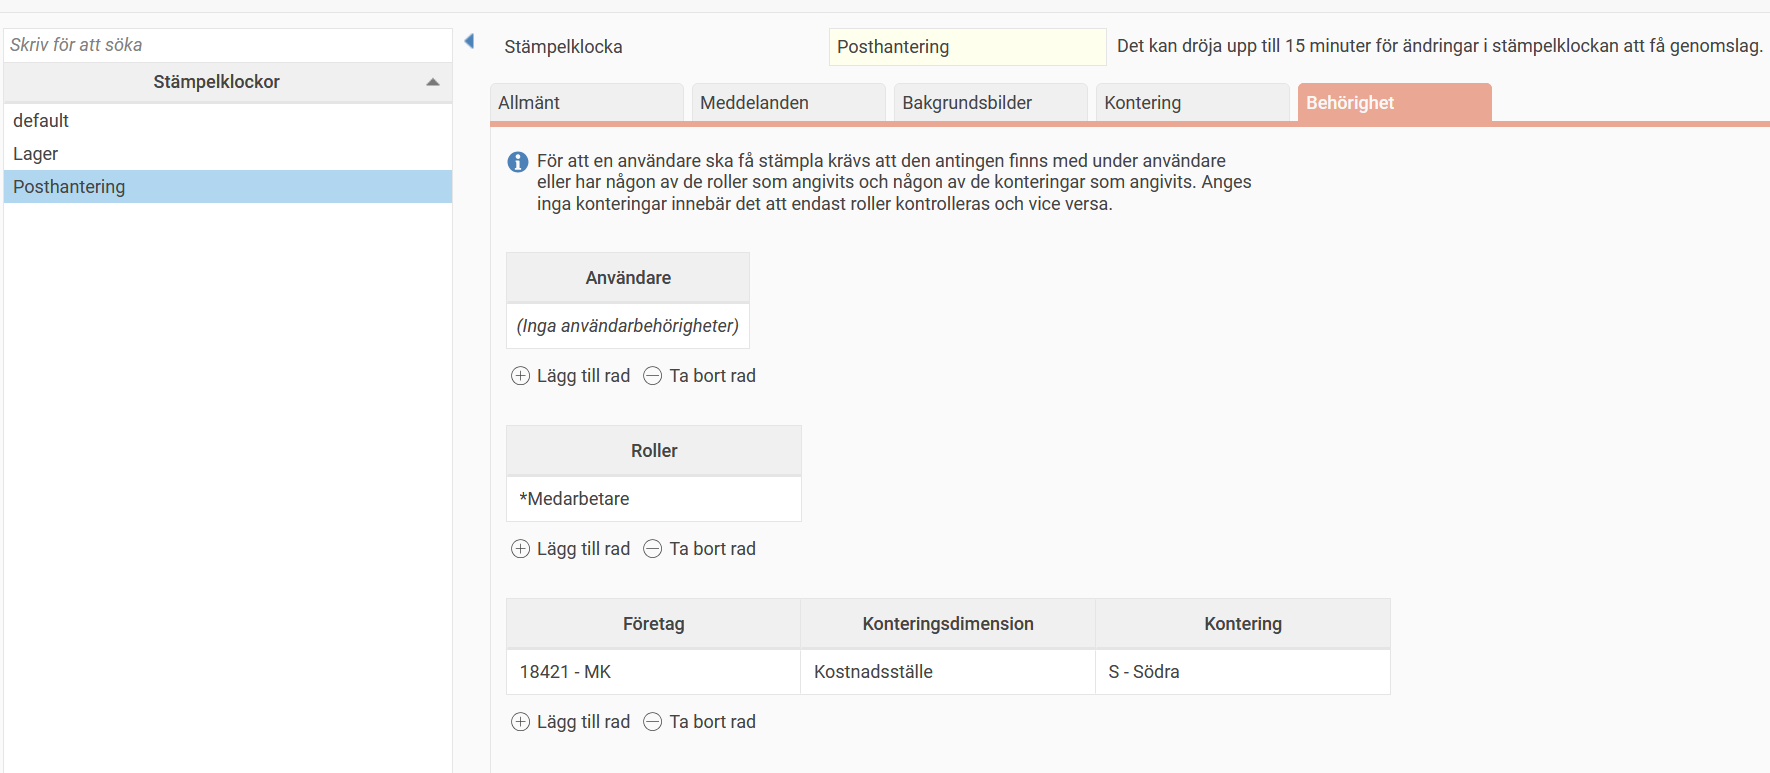 Skriv för att söka
Stämpelklockor
default
Lager
Posthantering
Stämpelklocka
Posthantering
Det kan dröja upp till 15 minuter för ändringar i stämpelklockan att få genomslag.
Allmänt
Meddelanden
Bakgrundsbilder
Kontering
Behörighet
För att en användare ska få stämpla krävs att den antingen finns med under användare
eller har någon av de roller som angivits och någon av de konteringar som angivits. Anges
inga konteringar innebär det att endast roller kontrolleras och vice versa.
Användare
(Inga användarbehörigheter)
Lägg till rad Ta bort rad
Roller
*Medarbetare
Lägg till rad Ta bort rad
Företag Konteringsdimension Kontering
18421 - MK Kostnadsställe S - Södra
Lägg till rad Ta bort rad